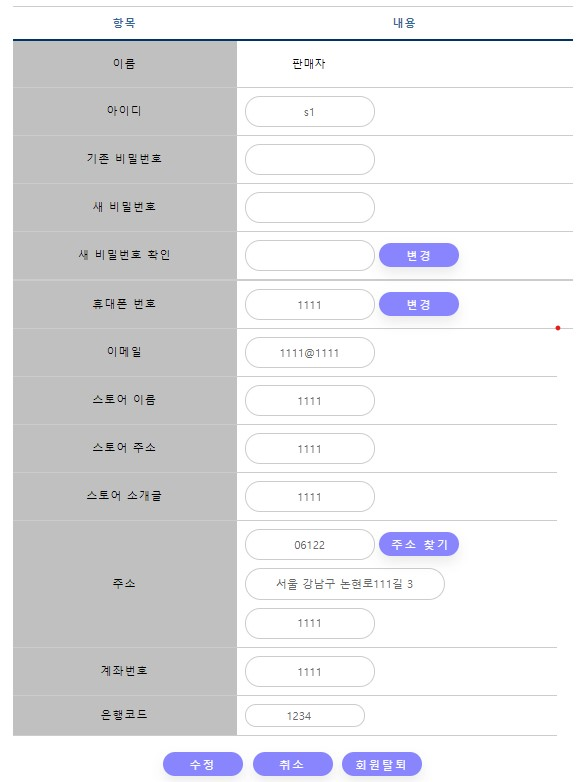 항목 내용
이름 판매자
아이디 s1
기존 비밀번호
새 비밀번호
새 비밀번호 확인 변경
휴대폰 번호 1111 변경
이메일 1111@1111
스토어 이름 1111
스토어 주소 1111
스토어 소개글 1111
06122 주소 찾기
주소 서울 강남구 논현로111길 3
1111
계좌번호 1111
은행코드 1234
수정 취소 회원탈퇴